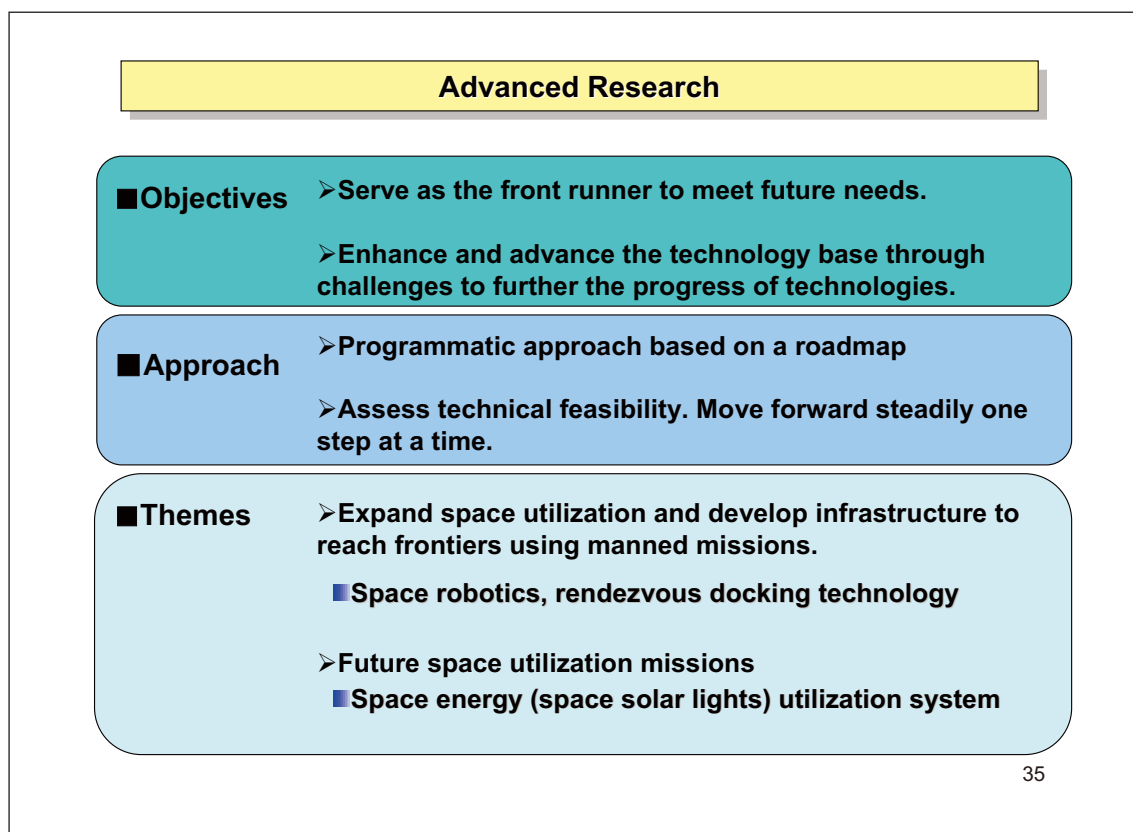 Advanced Research
■Objectives
➢Serve as the front runner to meet future needs.
➢Enhance and advance the technology base through
challenges to further the progress of technologies.
■Approach
➢Programmatic approach based on a roadmap
➢Assess technical feasibility. Move forward steadily one
step at a time.
■Themes
➢Expand space utilization and develop infrastructure to
reach frontiers using manned missions.
■Space robotics, rendezvous docking technology
➢Future space utilization missions
■Space energy (space solar lights) utilization system
35